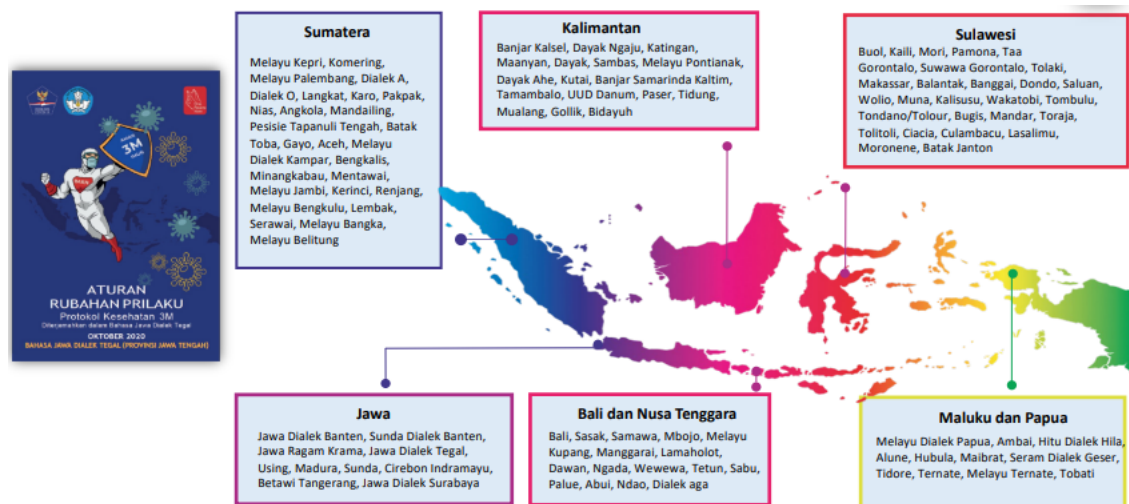 Sumatera
Melayu Kepri, Komering,
Melayu Palembang, Dialek A,
Dialek O, Langkat, Karo, Pakpak,
Nias, Angkola, Mandailing,
Pesisie Tapanuli Tengah, Batak
Toba, Gayo, Aceh, Melayu
Dialek Kampar, Bengkalis,
Minangkabau, Mentawai,
Melayu Jambi, Kerinci, Renjang,
Melayu Bengkulu, Lembak,
Serawai, Melayu Bangka,
Melayu Belitung
Kalimantan
Banjar Kalsel, Dayak Ngaju, Katingan,
Maanyan, Dayak, Sambas, Melayu Pontianak,
Dayak Ahe, Kutai, Banjar Samarinda Kaltim,
Tamambalo, UUD Danum, Paser, Tidung,
Mualang, Gollik, Bidayuh
Sulawesi
Buol, Kaili, Mori, Pamona, Taa
Gorontalo, Suwawa Gorontalo, Tolaki,
Makassar, Balantak, Banggai, Dondo, Saluan,
Wolio, Muna, Kalisusu, Wakatobi, Tombulu,
Tondano/Tolour, Bugis, Mandar, Toraja,
Tolitoli, Ciacia, Culambacu, Lasalimu,
Moronene, Batak Janton
3M
ATURAN
RUBAHAN PRILAKU
Protokol Kesehatan 3M
Diterjemahkan dalam Bahasa Jawa Dialek Tegal
OKTOBER 2020
BAHASA JAWA DIALEK TEGAL (PROVINSI JAWA TENGAH)
Jawa
Jawa Dialek Banten, Sunda Dialek Banten,
Jawa Ragam Krama, Jawa Dialek Tegal,
Using, Madura, Sunda, Cirebon Indramayu,
Betawi Tangerang, Jawa Dialek Surabaya
Bali dan Nusa Tenggara
Bali, Sasak, Samawa, Mbojo, Melayu
Kupang, Manggarai, Lamaholot,
Dawan, Ngada, Wewewa, Tetun, Sabu,
Palue, Abui, Ndao, Dialek aga
Maluku dan Papua
Melayu Dialek Papua, Ambai, Hitu Dialek Hila,
Alune, Hubula, Maibrat, Seram Dialek Geser,
Tidore, Ternate, Melayu Ternate, Tobati